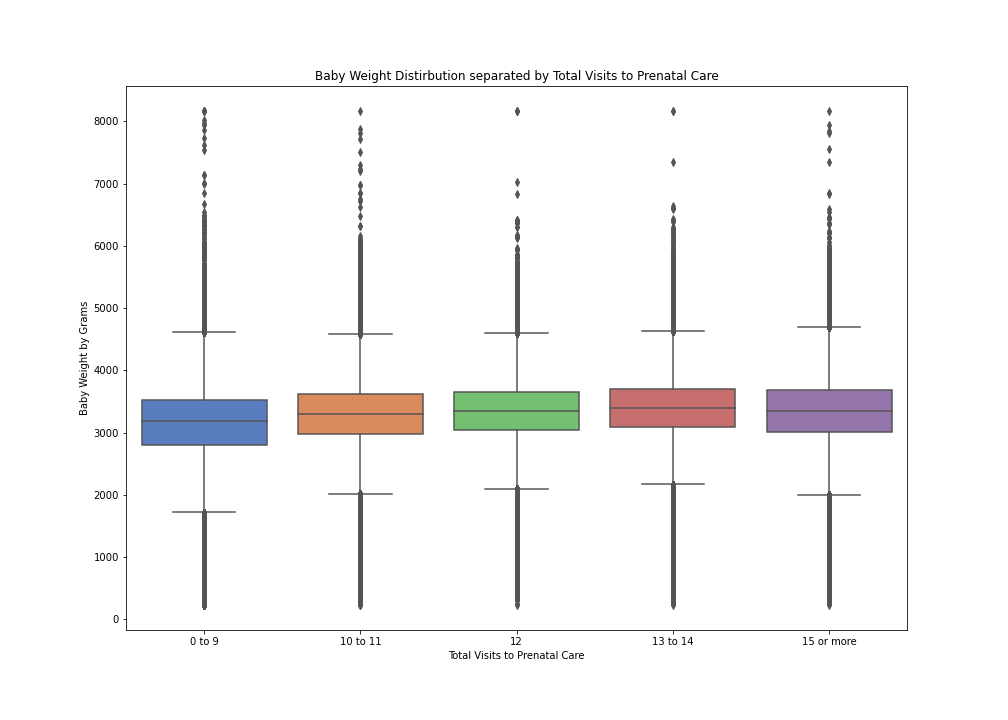 Baby Weight Distirbution separated by Total Visits to Prenatal Care
Baby Weight by Grams
8000
7000
6000
5000
4000
3000
2000
1000
0
0 to 9
10 to 11
12
13 to 14
15 or more
Total Visits to Prenatal Care